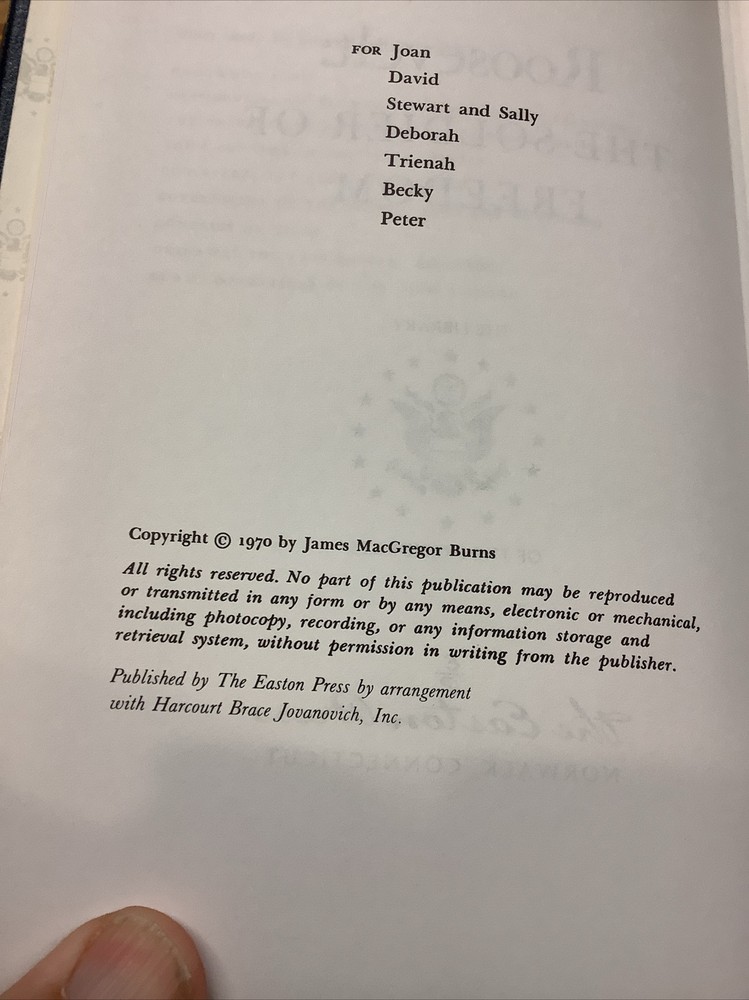 FOR Joan
David
Stewart and Sally
Deborah
Trienah
Becky
Peter
Copyright © 1970 by James MacGregor Burns
All rights reserved. No part of this publication may be reproduced
or transmitted in any form or by any means, electronic or mechanical,
including photocopy, recording, or any information storage and
retrieval system, without permission in writing from the publisher.
Published by The Easton Press by arrangement
with Harcourt Brace Jovanovich, Inc.